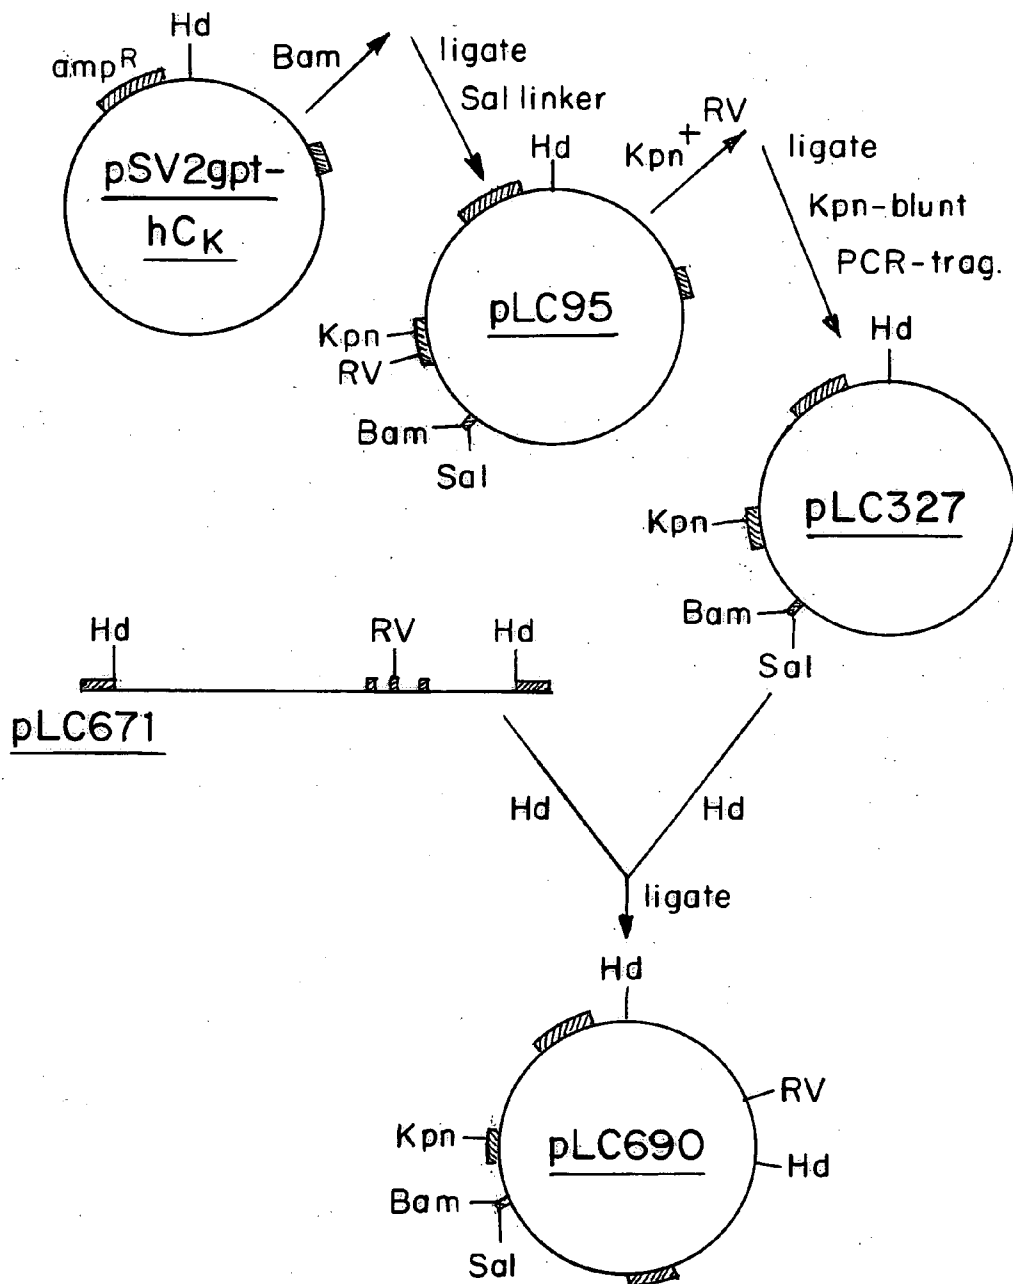 Hd
ampR
Bam
ligate
Sal linker
pSV2gpt-
hCK
Hd
Kpn + RV
ligate
Kpn-blunt
PCR-trag.
pLC95
Kpn
RV
Bam
Sal
Hd
pLC327
Kpn
Bam
Sal
Hd
RV
Hd
pLC671
Hd
Hd
ligate
Hd
RV
Kpn
pLC690
Hd
Bam
Sal